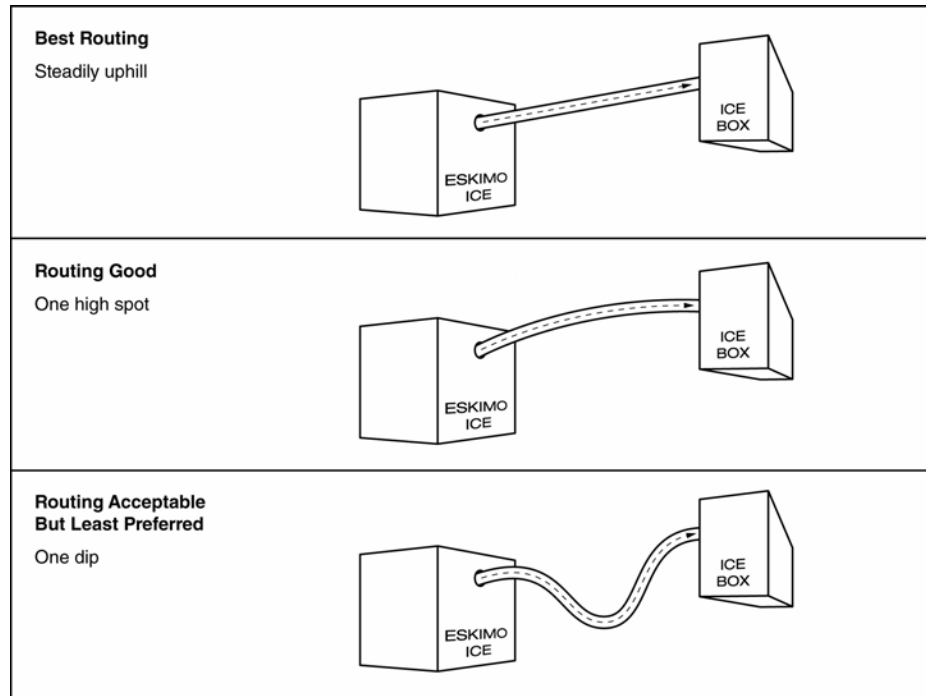 Best Routing
Steadily uphill
ESKIMO
ICE
ICE
BOX
Routing Good
One high spot
ESKIMO
ICE
ICE
BOX
Routing Acceptable
But Least Preferred
One dip
ESKIMO
ICE
ICE
BOX